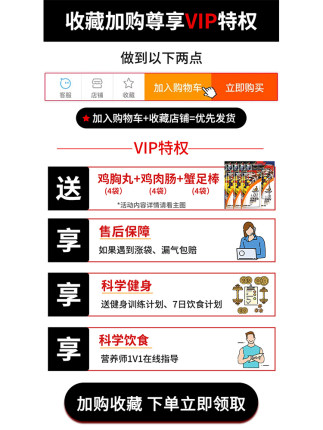 收藏加购尊享VIP特权
做到以下两点
客服
店铺
收藏
加入购物车
立即购买
★加入购物车+收藏店铺=优先发货
VIP特权
送
鸡胸丸+鸡肉肠+蟹足棒
(4袋) (4袋) (4袋)
*活动内容详情请看主图
享
售后保障
如果遇到涨袋、漏气包赔
享
科学健身
送健身训练计划、7日饮食计划
享
科学饮食
营养师1V1在线指导
加购收藏 下单立即领取